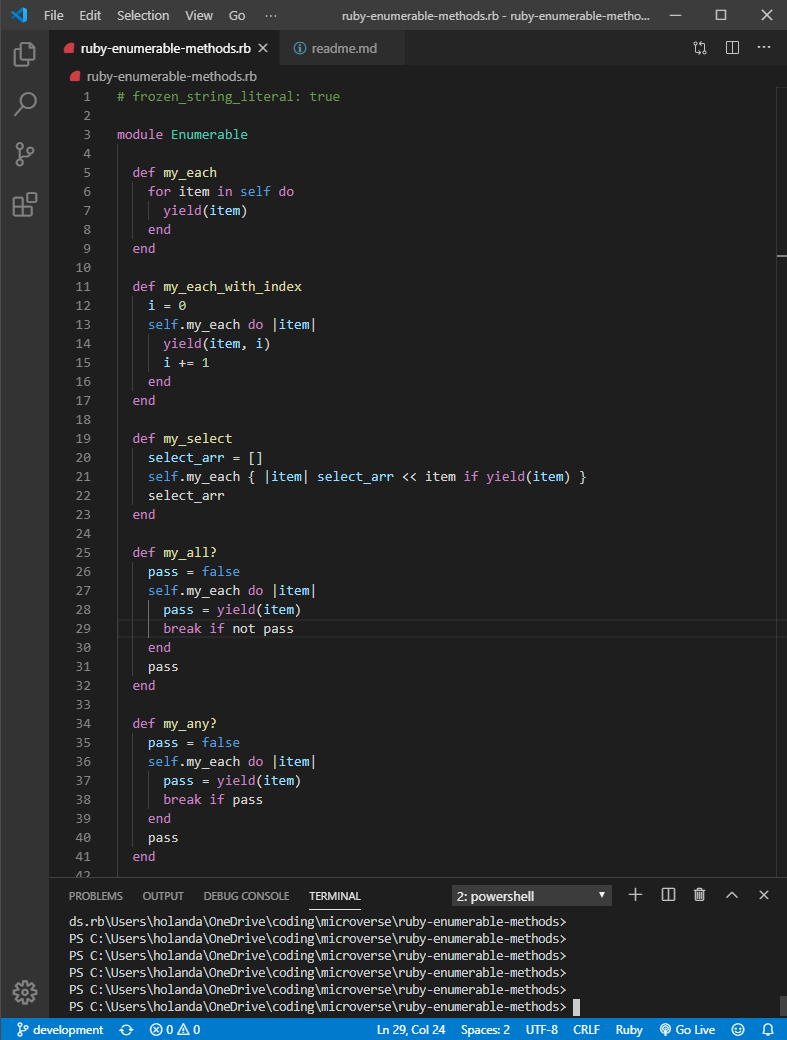 File Edit Selection View Go ··· ruby-enumerable-methods.rb - ruby-enumerable-metho...
ruby-enumerable-methods.rb readme.md
ruby-enumerable-methods.rb
1 # frozen_string_literal: true
2
3 module Enumerable
4
5 def my_each
6 for item in self do
7 yield(item)
8 end
9 end
10
11 def my_each_with_index
12 i = 0
13 self.my_each do |item|
14 yield(item, i)
15 i += 1
16 end
17 end
18
19 def my_select
20 select_arr = []
21 self.my_each { |item| select_arr << item if yield(item) }
22 select_arr
23 end
24
25 def my_all?
26 pass = false
27 self.my_each do |item|
28 pass = yield(item)
29 break if not pass
30 end
31 pass
32 end
33
34 def my_any?
35 pass = false
36 self.my_each do |item|
37 pass = yield(item)
38 break if pass
39 end
40 pass
41 end
42
PROBLEMS OUTPUT DEBUG CONSOLE TERMINAL 2: powershell
ds.rb\Users\holanda\OneDrive\coding\microverse\ruby-enumerable-methods>
PS C:\Users\holanda\OneDrive\coding\microverse\ruby-enumerable-methods>
PS C:\Users\holanda\OneDrive\coding\microverse\ruby-enumerable-methods>
PS C:\Users\holanda\OneDrive\coding\microverse\ruby-enumerable-methods>
PS C:\Users\holanda\OneDrive\coding\microverse\ruby-enumerable-methods>
PS C:\Users\holanda\OneDrive\coding\microverse\ruby-enumerable-methods>
development 0 0 Ln 29, Col 24 Spaces: 2 UTF-8 CRLF Ruby Go Live